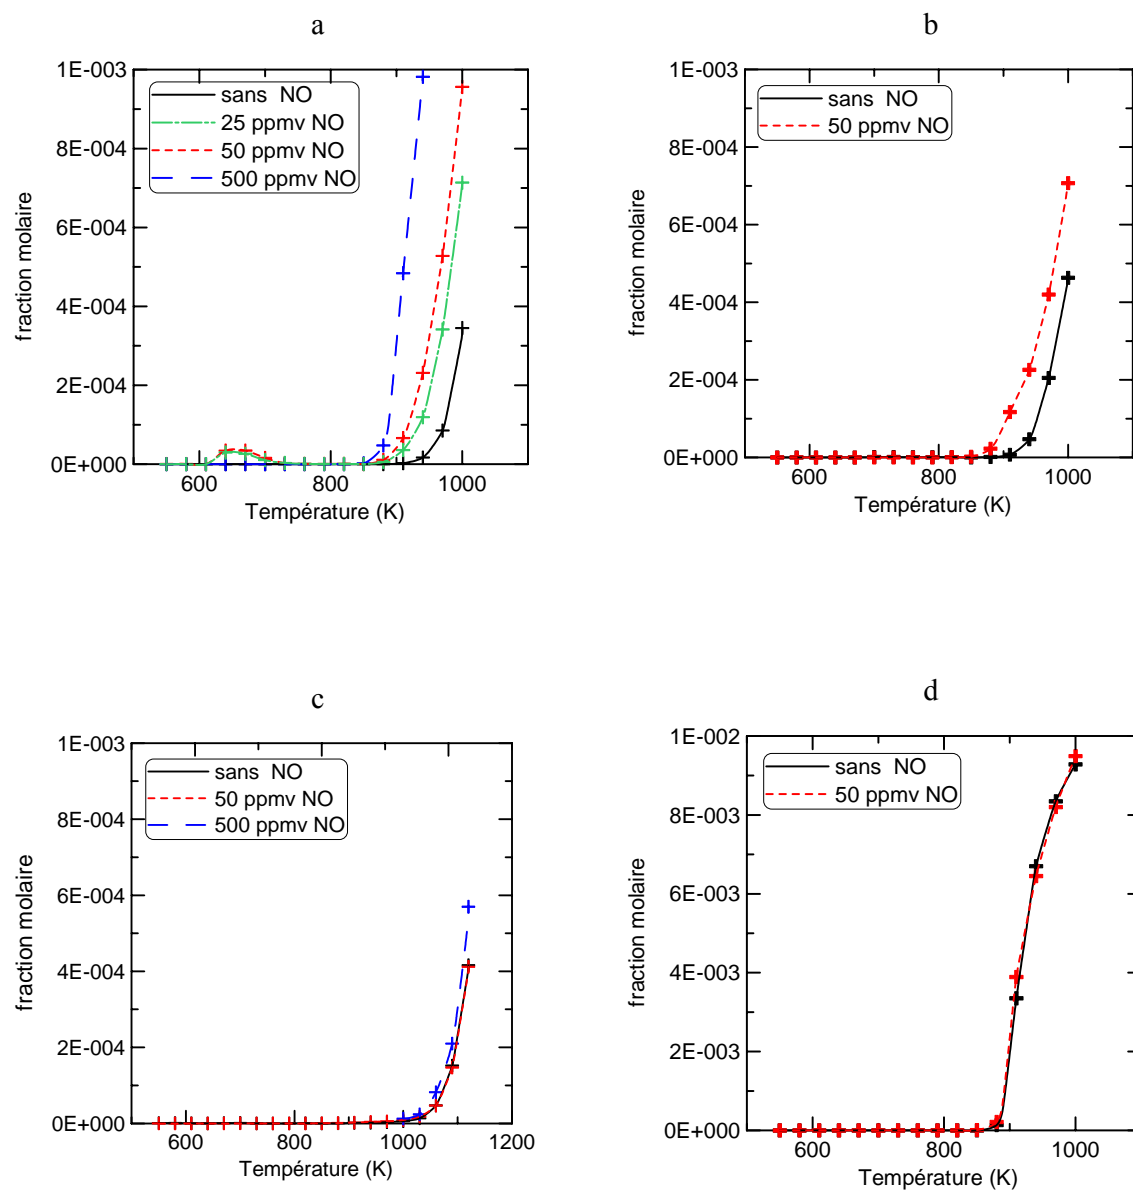 a
1E-003
8E-004
6E-004
4E-004
2E-004
0E+000
fraction molaire
sans NO
25 ppmv NO
50 ppmv NO
500 ppmv NO
600 800 1000
Température (K)
b
1E-003
8E-004
6E-004
4E-004
2E-004
0E+000
fraction molaire
sans NO
50 ppmv NO
600 800 1000
Température (K)
c
1E-003
8E-004
6E-004
4E-004
2E-004
0E+000
fraction molaire
sans NO
50 ppmv NO
500 ppmv NO
600 800 1000 1200
Température (K)
d
1E-002
8E-003
6E-003
4E-003
2E-003
0E+000
fraction molaire
sans NO
50 ppmv NO
600 800 1000
Température (K)